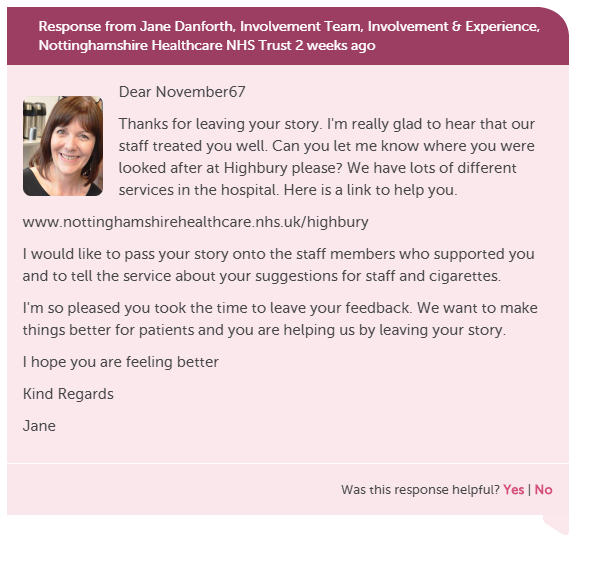 Response from Jane Danforth, Involvement Team, Involvement & Experience,
Nottinghamshire Healthcare NHS Trust 2 weeks ago
Dear November67
Thanks for leaving your story. I'm really glad to hear that our
staff treated you well. Can you let me know where you were
looked after at Highbury please? We have lots of different
services in the hospital. Here is a link to help you.
www.nottinghamshirehealthcare.nhs.uk/highbury
I would like to pass your story onto the staff members who supported you
and to tell the service about your suggestions for staff and cigarettes.
I'm so pleased you took the time to leave your feedback. We want to make
things better for patients and you are helping us by leaving your story.
I hope you are feeling better
Kind Regards
Jane
Was this response helpful? Yes | No